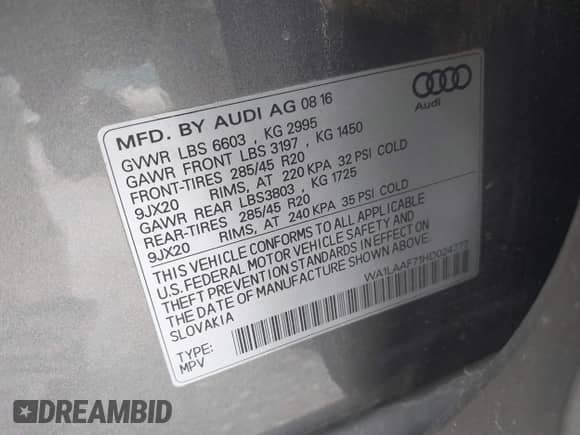 MFD. BY AUDI AG 08 16
GVWR LBS 6603 , KG 2995
GAWR FRONT LBS 3197 , KG 1450
FRONT-TIRES 285/45 R20
9JX20 RIMS, AT 220 KPA 32 PSI COLD
GAWR REAR LBS3803 , KG 1725
REAR-TIRES 285/45 R20
9JX20 RIMS, AT 240 KPA 35 PSI COLD
THIS VEHICLE CONFORMS TO ALL APPLICABLE
U.S. FEDERAL MOTOR VEHICLE SAFETY AND
THEFT PREVENTION STANDARDS IN EFFECT ON
THE DATE OF MANUFACTURE SHOWN ABOVE.
SLOVAKIA
WA1LAAF71HD024777
TYPE:
MPV
Audi
DREAMBID